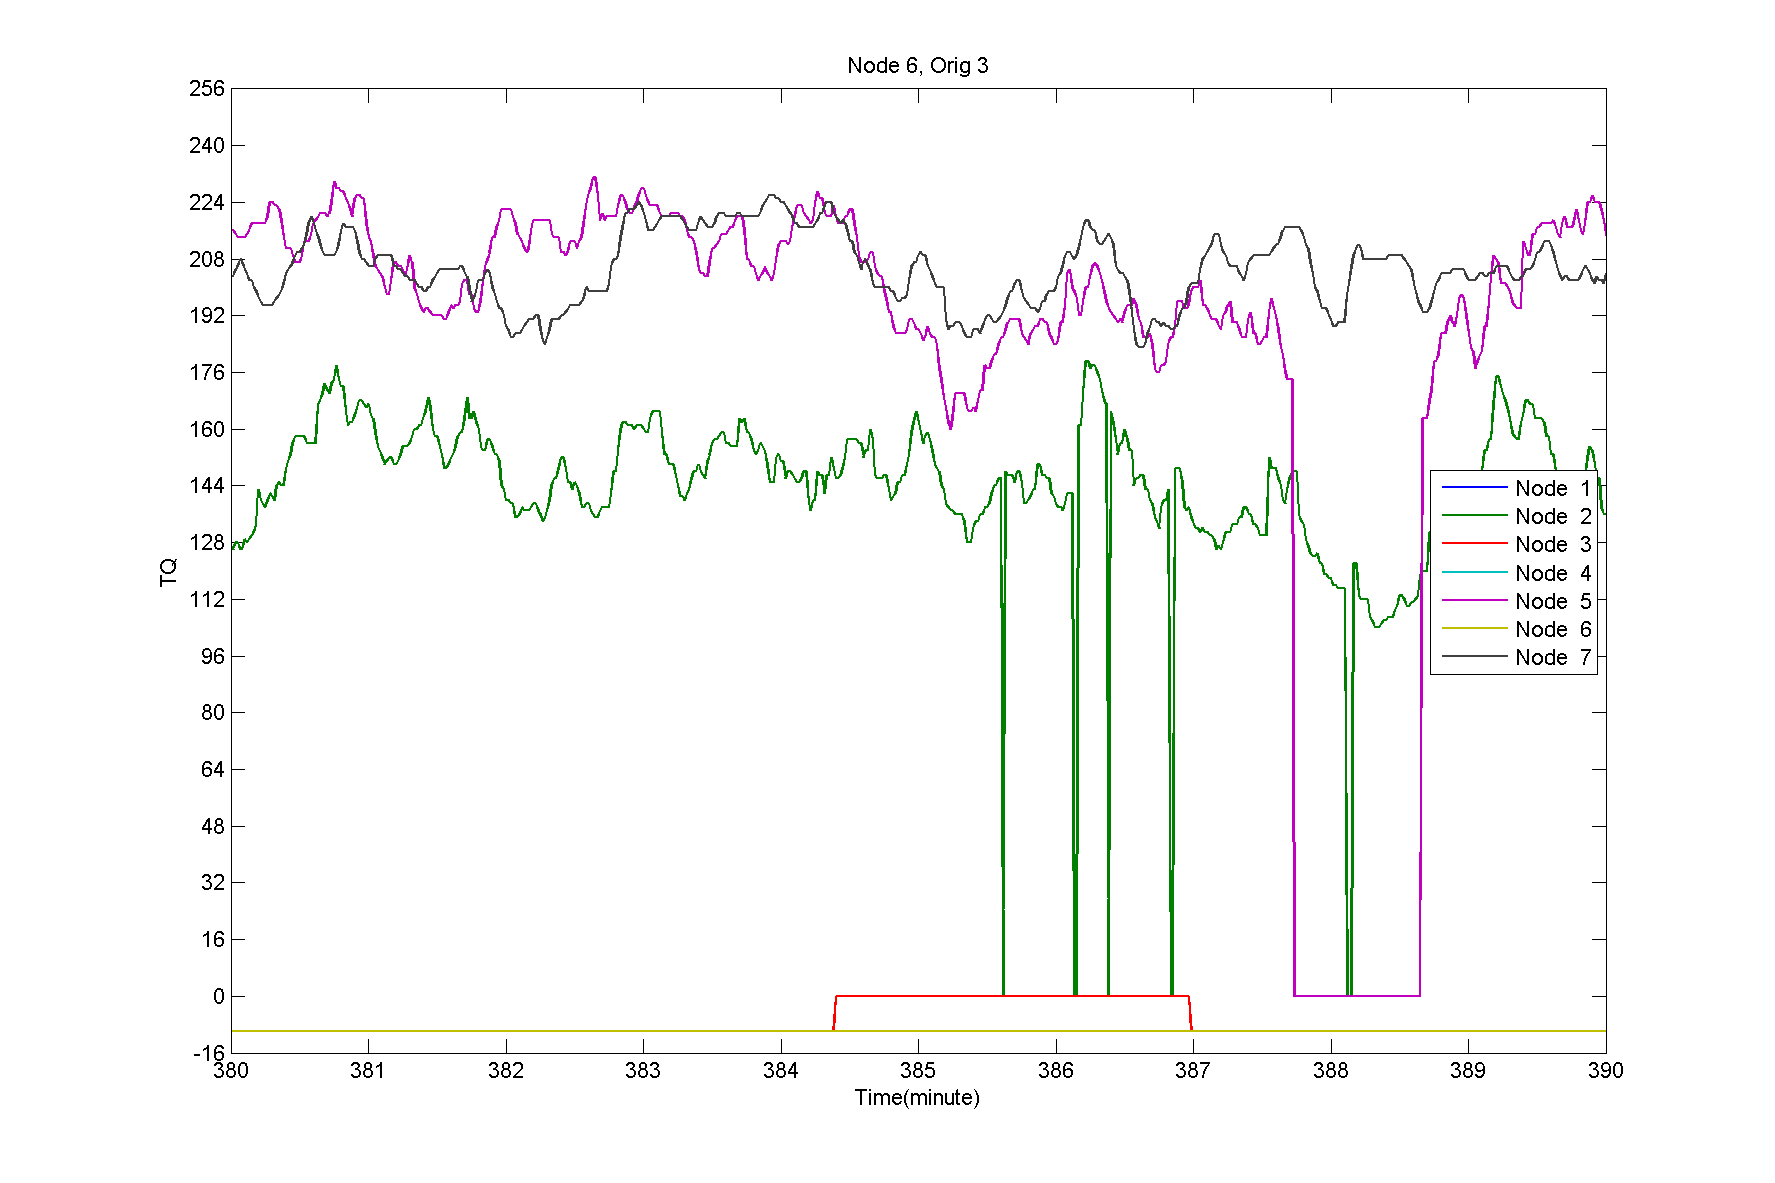 Node 6, Orig 3
256
240
224
208
192
176
160
144
128
112
96
80
64
48
32
16
0
-16
TQ
Node 1
Node 2
Node 3
Node 4
Node 5
Node 6
Node 7
380 381 382 383 384 385 386 387 388 389 390
Time(minute)